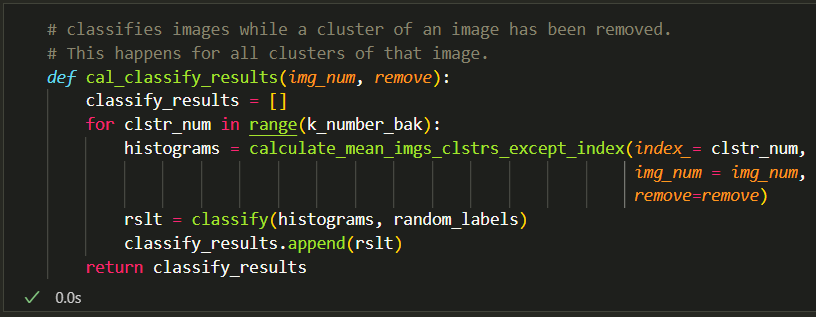 # classifies images while a cluster of an image has been removed.
# This happens for all clusters of that image.
def cal_classify_results(img_num, remove):
    classify_results = []
    for clstr_num in range(k_number_bak):
        histograms = calculate_mean_imgs_clstrs_except_index(index_= clstr_num,
                                                             img_num = img_num,
                                                             remove=remove)
        rslt = classify(histograms, random_labels)
        classify_results.append(rslt)
    return classify_results
0.0s